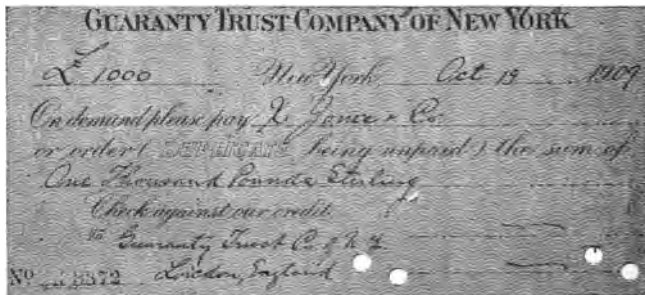 GUARANTY TRUST COMPANY OF NEW YORK
£ 1000 New York, Oct 19 1909
On demand please pay X Jones & Co.
or order ( DUPLICATE being unpaid ) the sum of
One Thousand Pounds Sterling
Check against our credit.
To Guaranty Trust Co. of N. Y.
No 372 London, England